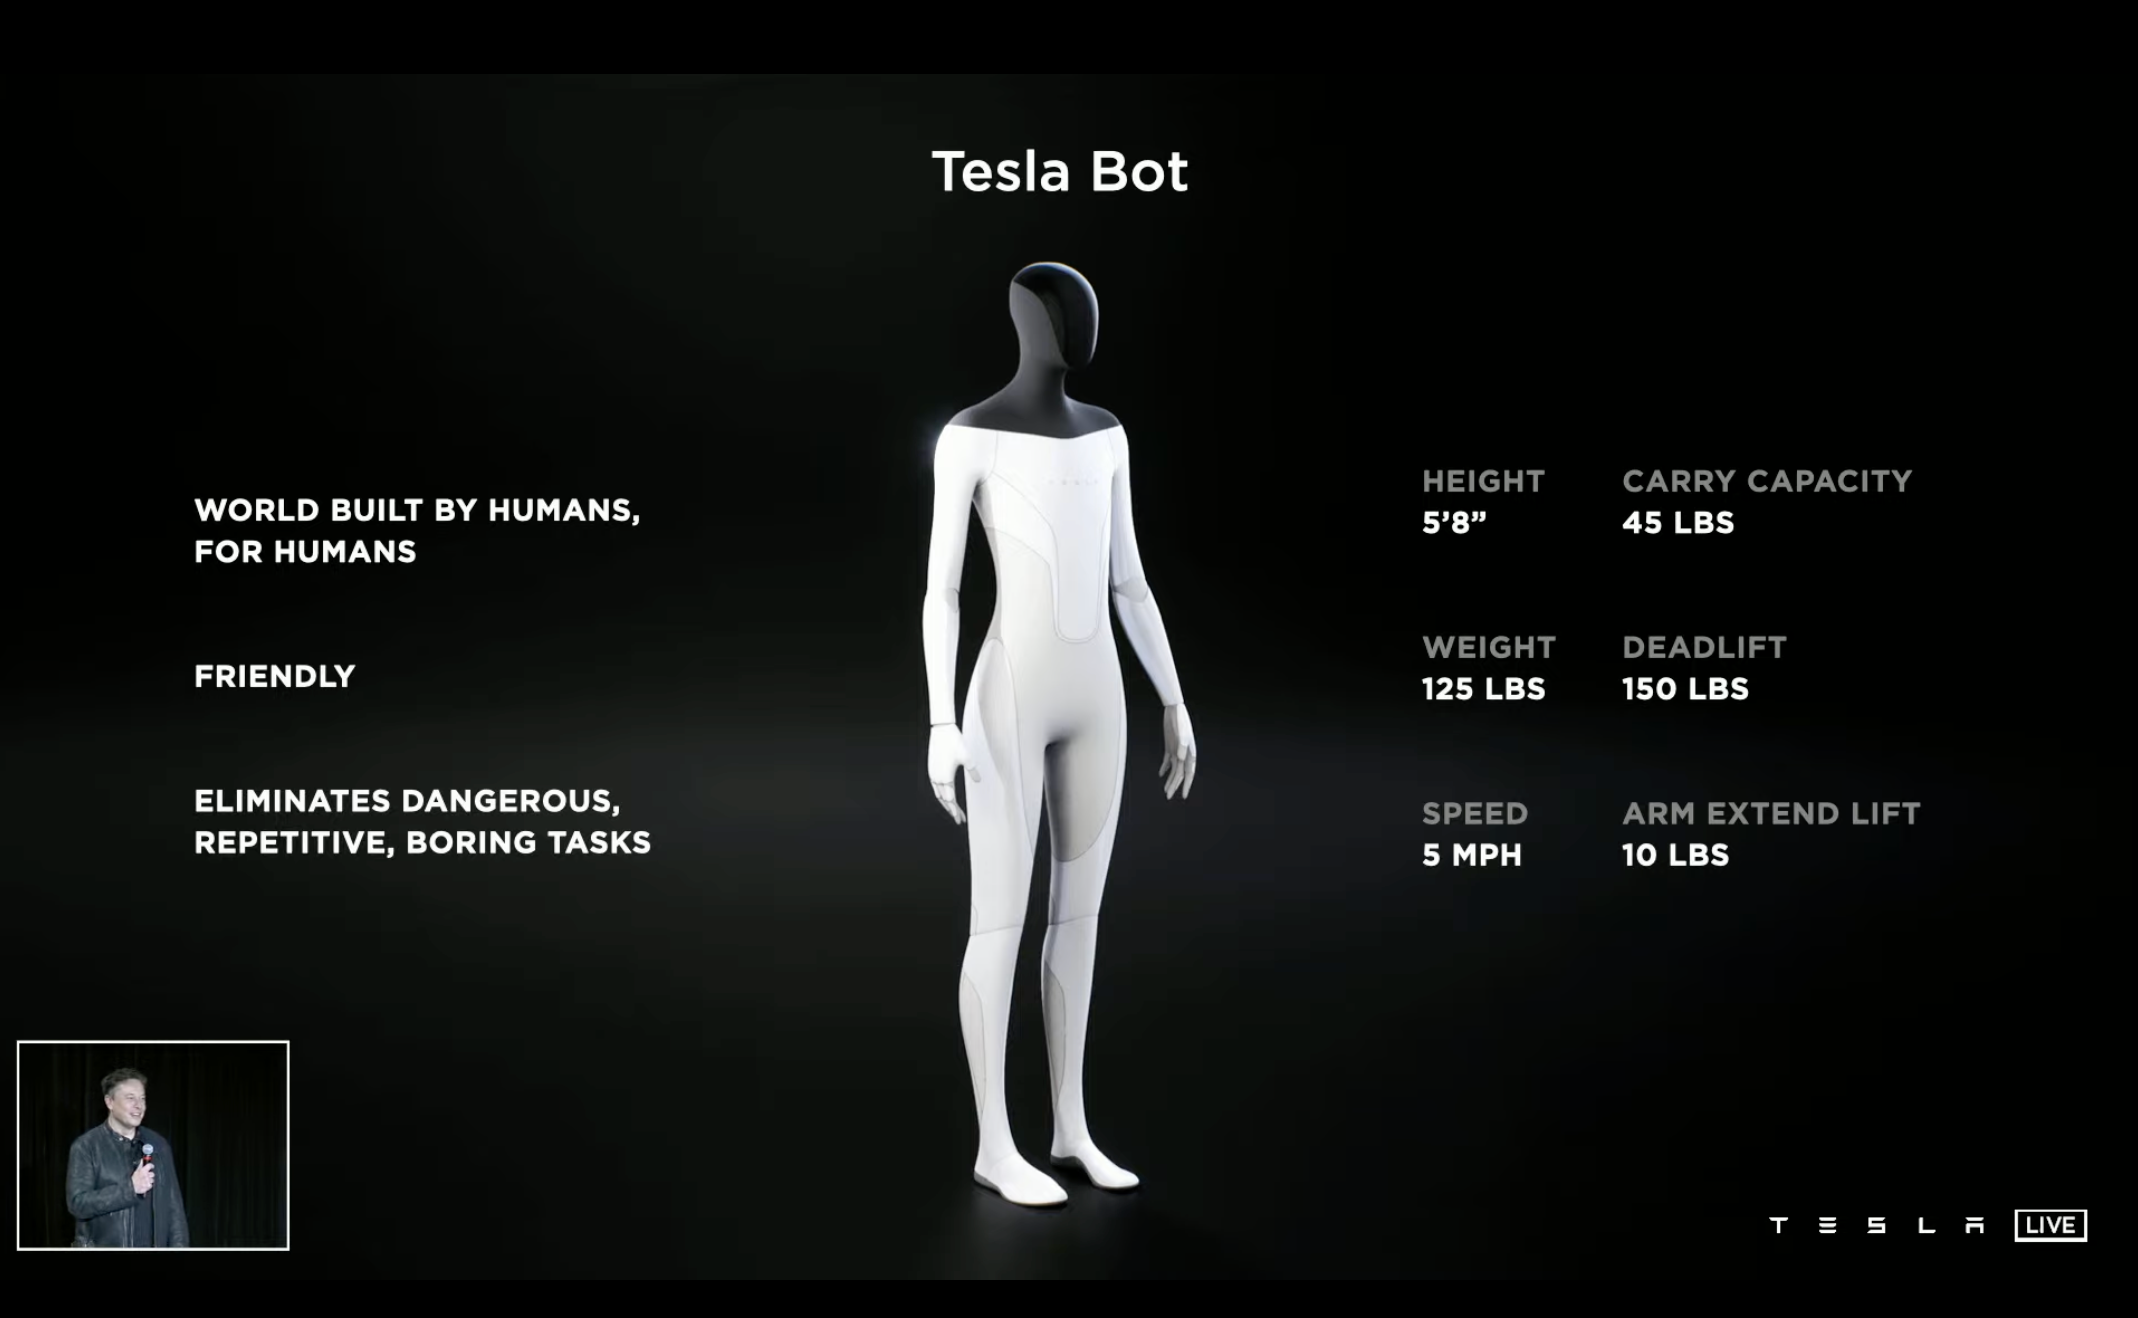 Tesla Bot
WORLD BUILT BY HUMANS,
FOR HUMANS
FRIENDLY
ELIMINATES DANGEROUS,
REPETITIVE, BORING TASKS
HEIGHT
5’8”
CARRY CAPACITY
45 LBS
WEIGHT
125 LBS
DEADLIFT
150 LBS
SPEED
5 MPH
ARM EXTEND LIFT
10 LBS
TESLA LIVE